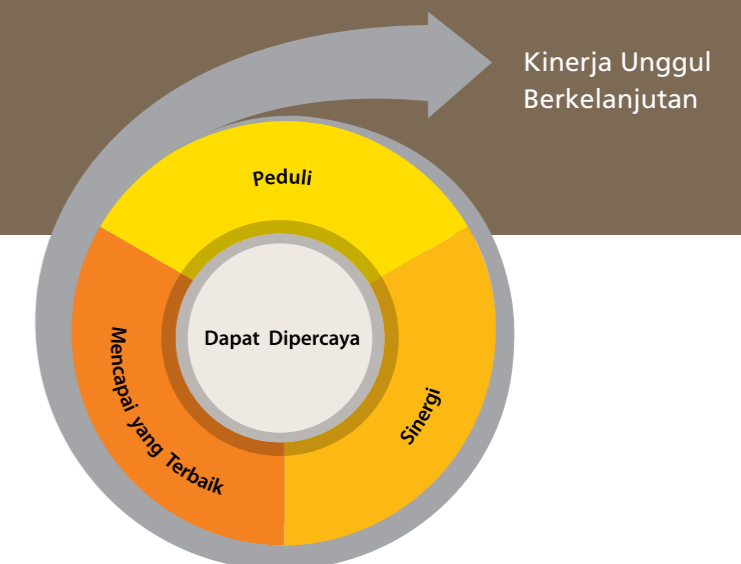 Kinerja Unggul
Berkelanjutan
Peduli
Dapat Dipercaya
Mencapai yang Terbaik
Sinergi